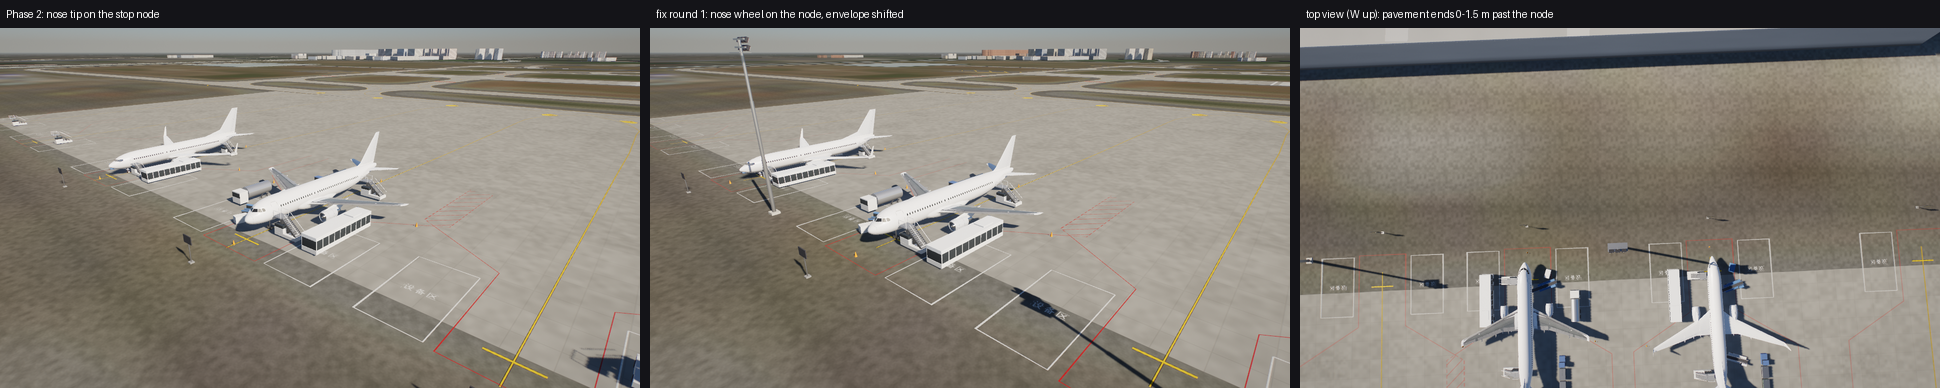 Phase 2: nose tip on the stop node
fix round 1: nose wheel on the node, envelope shifted
top view (W up): pavement ends 0-1.5 m past the node